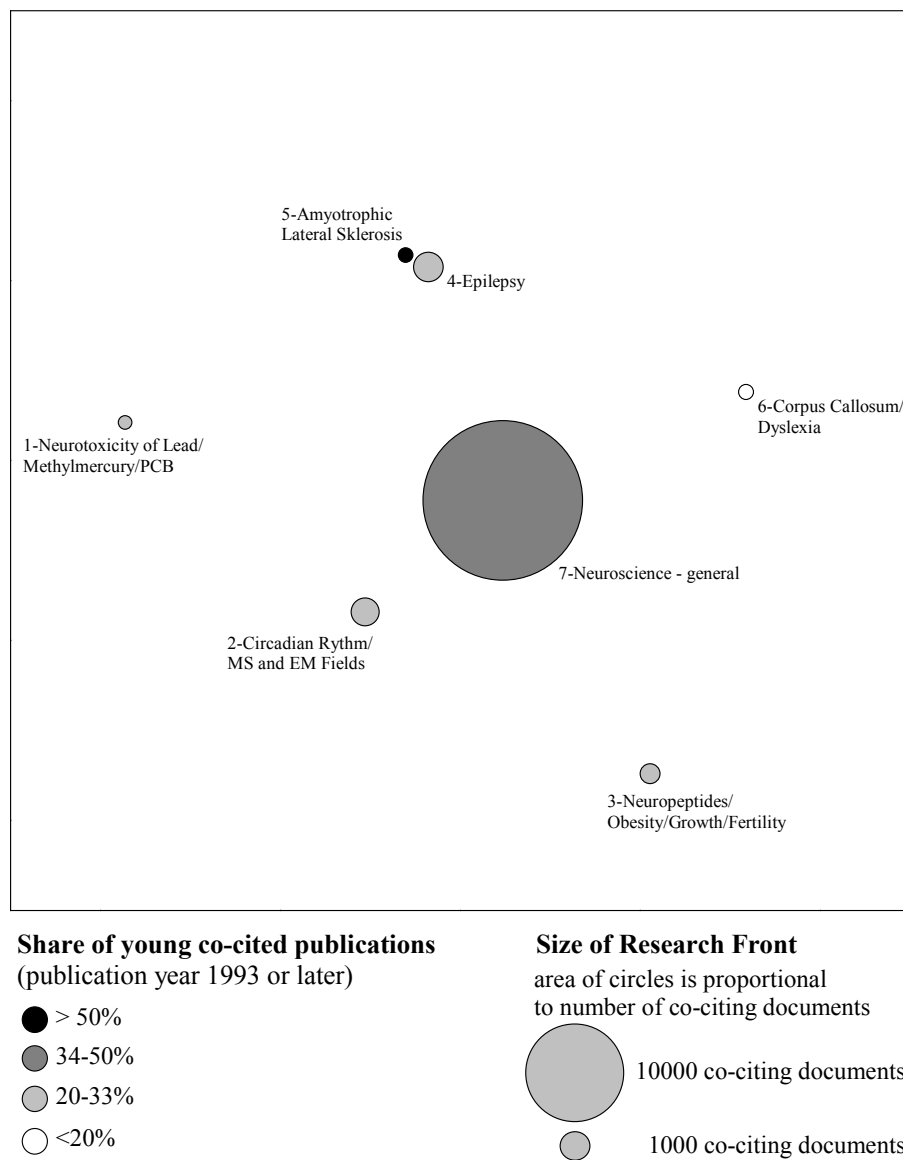 5-Amyotrophic
Lateral Sklerosis
4-Epilepsy
6-Corpus Callosum/
Dyslexia
1-Neurotoxicity of Lead/
Methylmercury/PCB
7-Neuroscience - general
2-Circadian Rythm/
MS and EM Fields
3-Neuropeptides/
Obesity/Growth/Fertility
Share of young co-cited publications
(publication year 1993 or later)
> 50%
34-50%
20-33%
<20%
Size of Research Front
area of circles is proportional
to number of co-citing documents
10000 co-citing documents
1000 co-citing documents